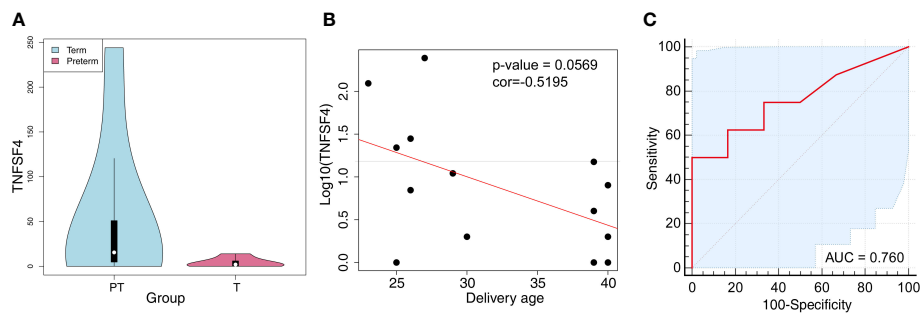 A
Term
Preterm
250
200
150
100
50
0
TNFSF4
PT
T
Group
B
p-value = 0.0569
cor=-0.5195
2.0
1.5
1.0
0.5
0.0
Log10(TNFSF4)
25
30
35
40
Delivery age
C
100
80
60
40
20
0
Sensitivity
AUC = 0.760
0
20
40
60
80
100
100-Specificity